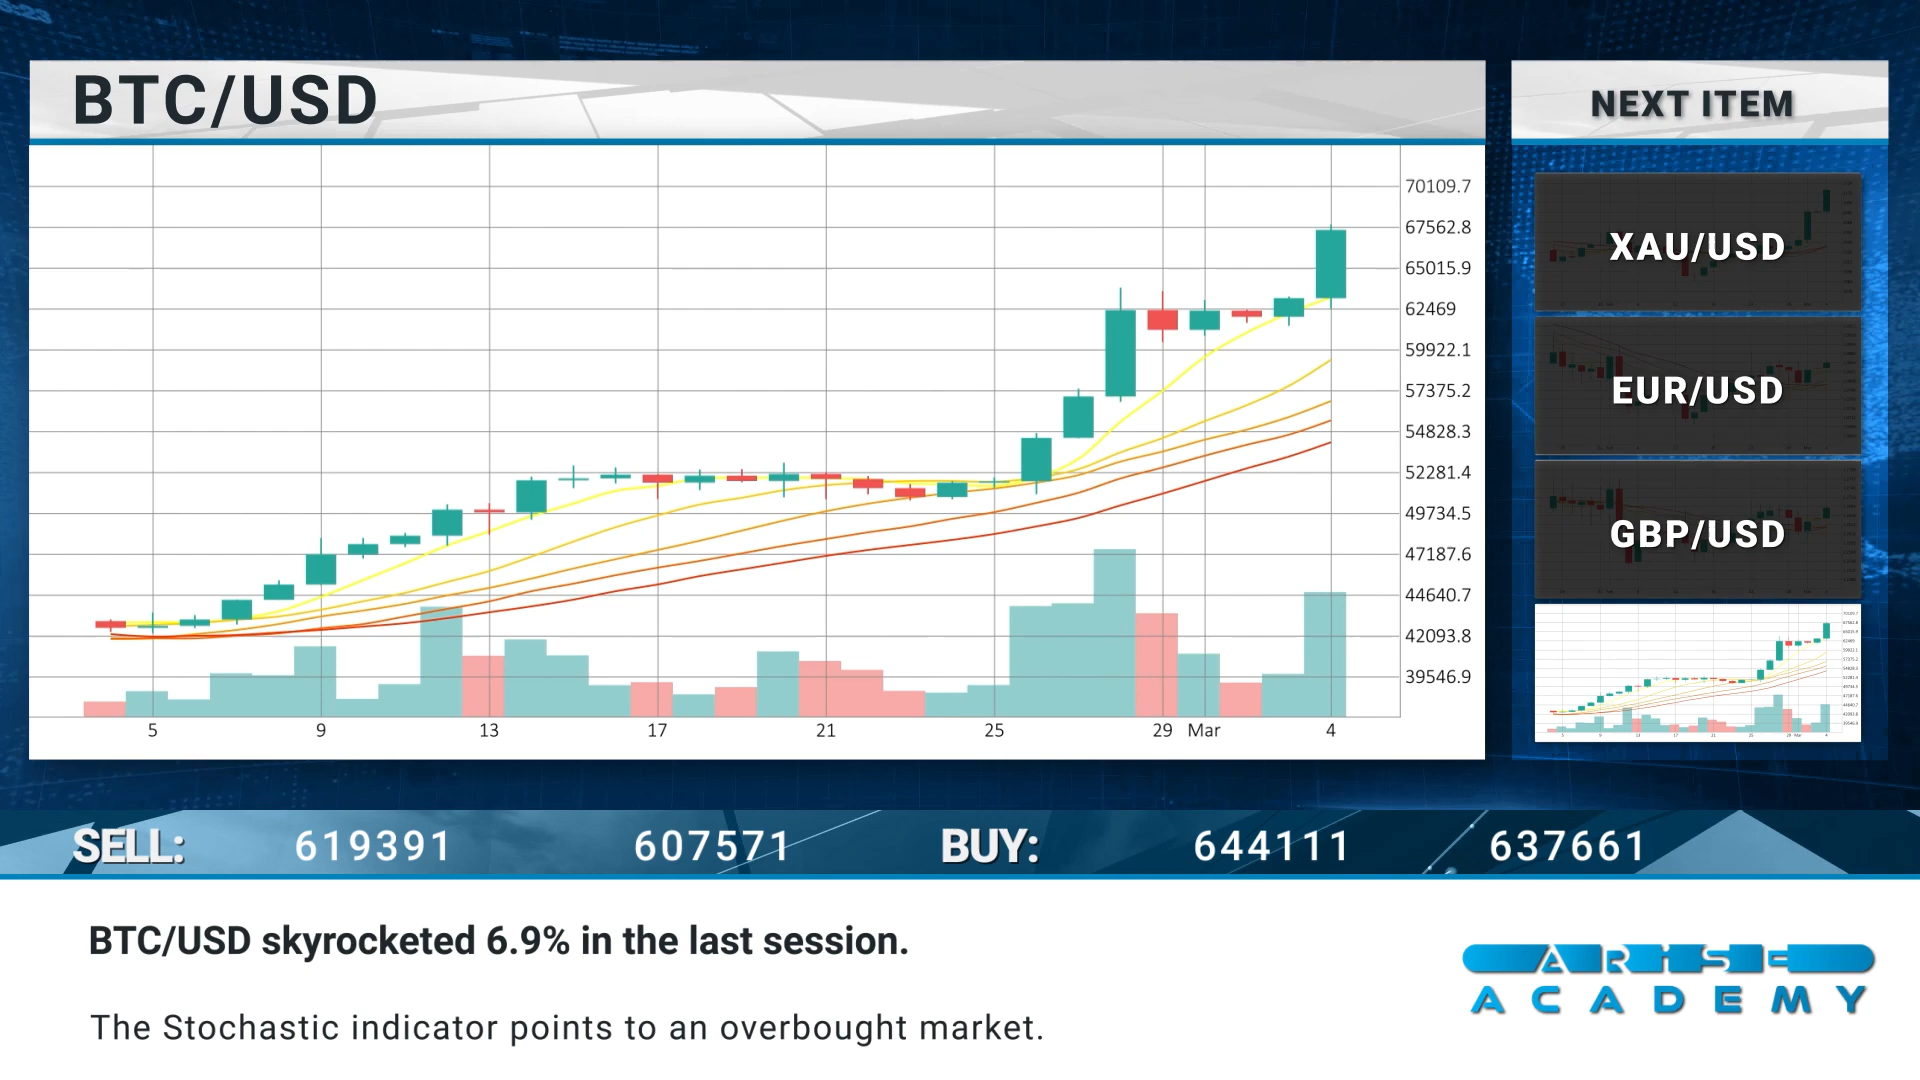 BTC/USD
NEXT ITEM
70109.7
67562.8
65015.9
62469
59922.1
57375.2
54828.3
52281.4
49734.5
47187.6
44640.7
42093.8
39546.9
5 9 13 17 21 25 29 Mar 4
XAU/USD
EUR/USD
GBP/USD
SELL: 619391 607571 BUY: 644111 637661
BTC/USD skyrocketed 6.9% in the last session.
The Stochastic indicator points to an overbought market.
ARISE
ACADEMY